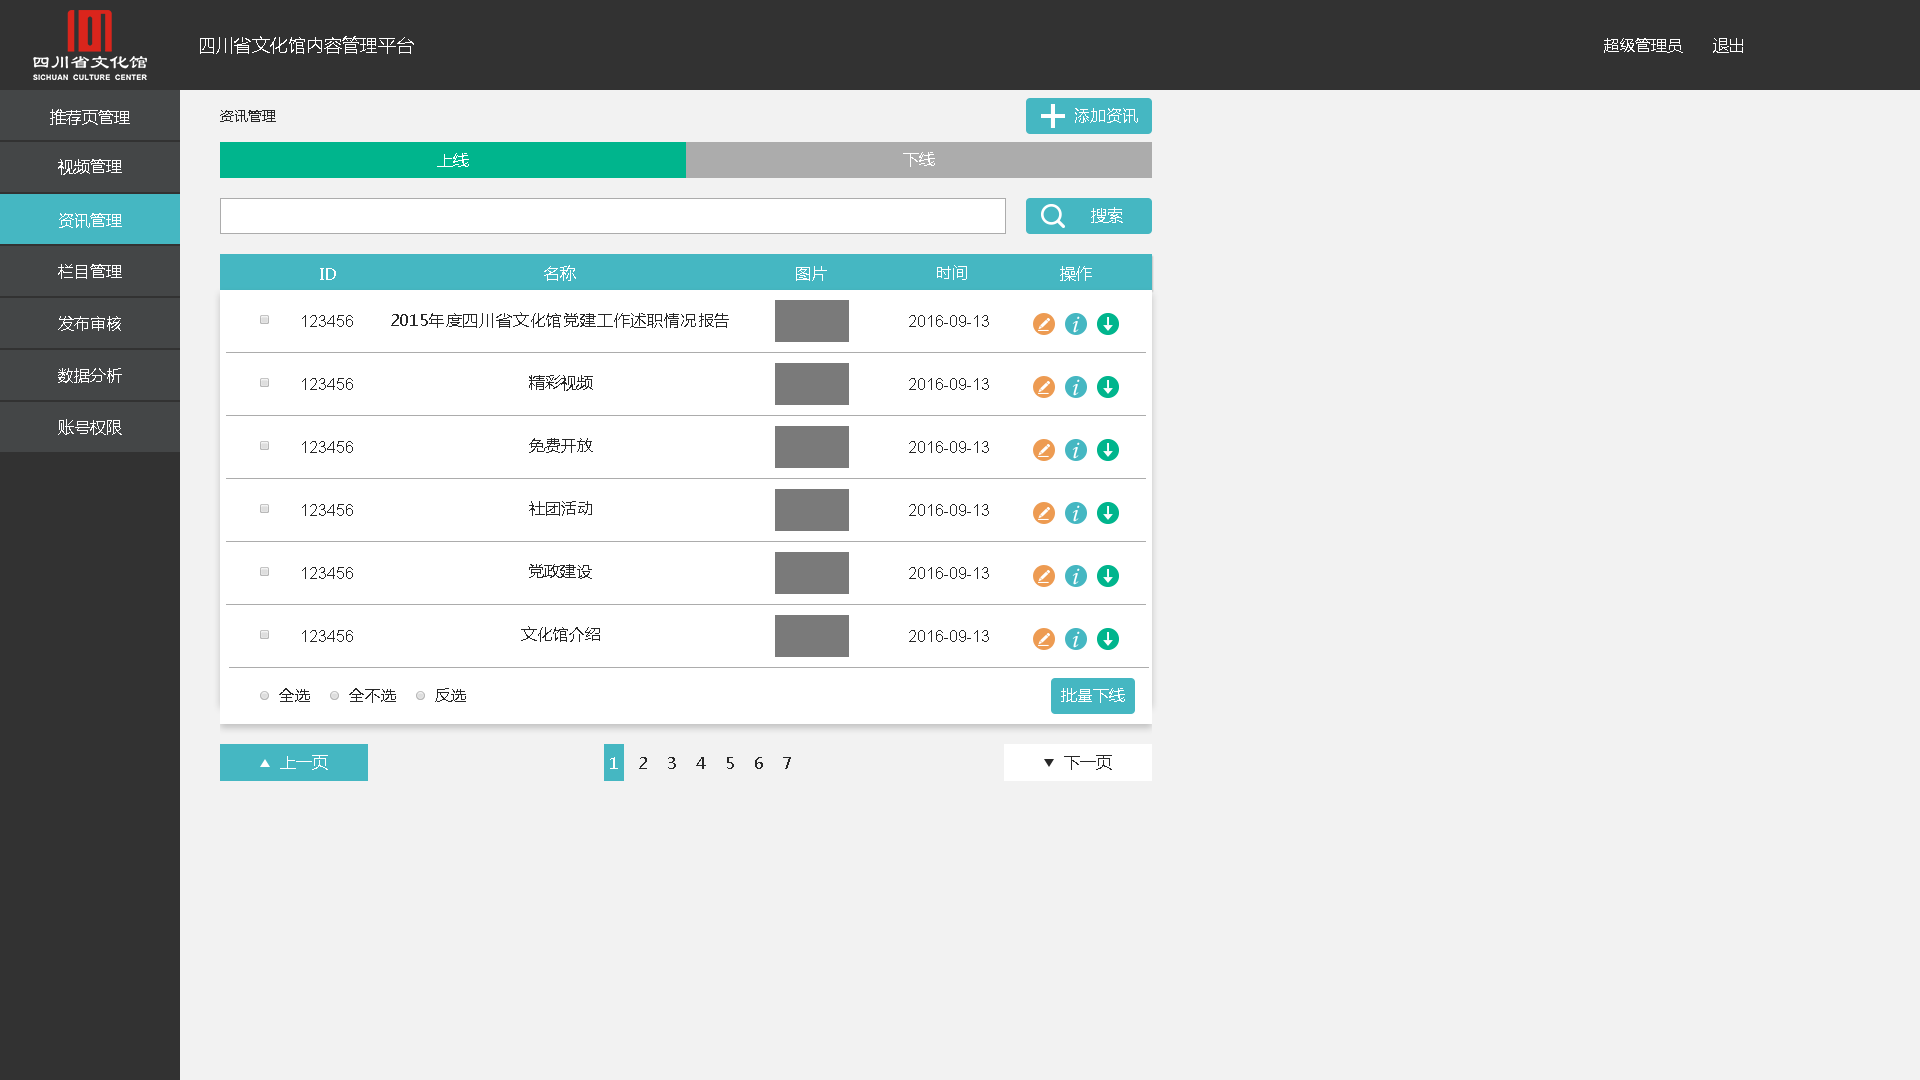 四川省文化馆
SICHUAN CULTURE CENTER
四川省文化馆内容管理平台
超级管理员 退出
推荐页管理
视频管理
资讯管理
栏目管理
发布审核
数据分析
账号权限
资讯管理
添加资讯
上线 下线
搜索
ID 名称 图片 时间 操作
123456 2015年度四川省文化馆党建工作述职情况报告 2016-09-13
123456 精彩视频 2016-09-13
123456 免费开放 2016-09-13
123456 社团活动 2016-09-13
123456 党政建设 2016-09-13
123456 文化馆介绍 2016-09-13
全选 全不选 反选 批量下线
上一页 1 2 3 4 5 6 7 下一页